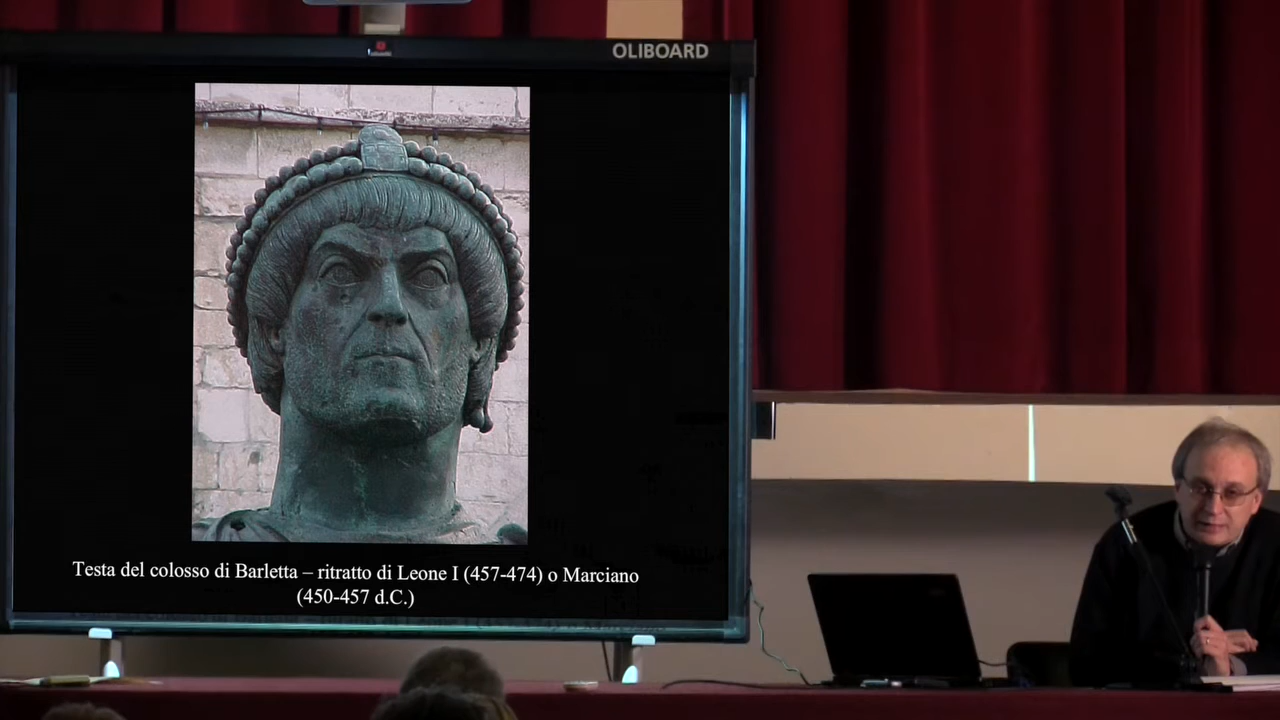 OLIBOARD
Testa del colosso di Barletta – ritratto di Leone I (457-474) o Marciano
(450-457 d.C.)